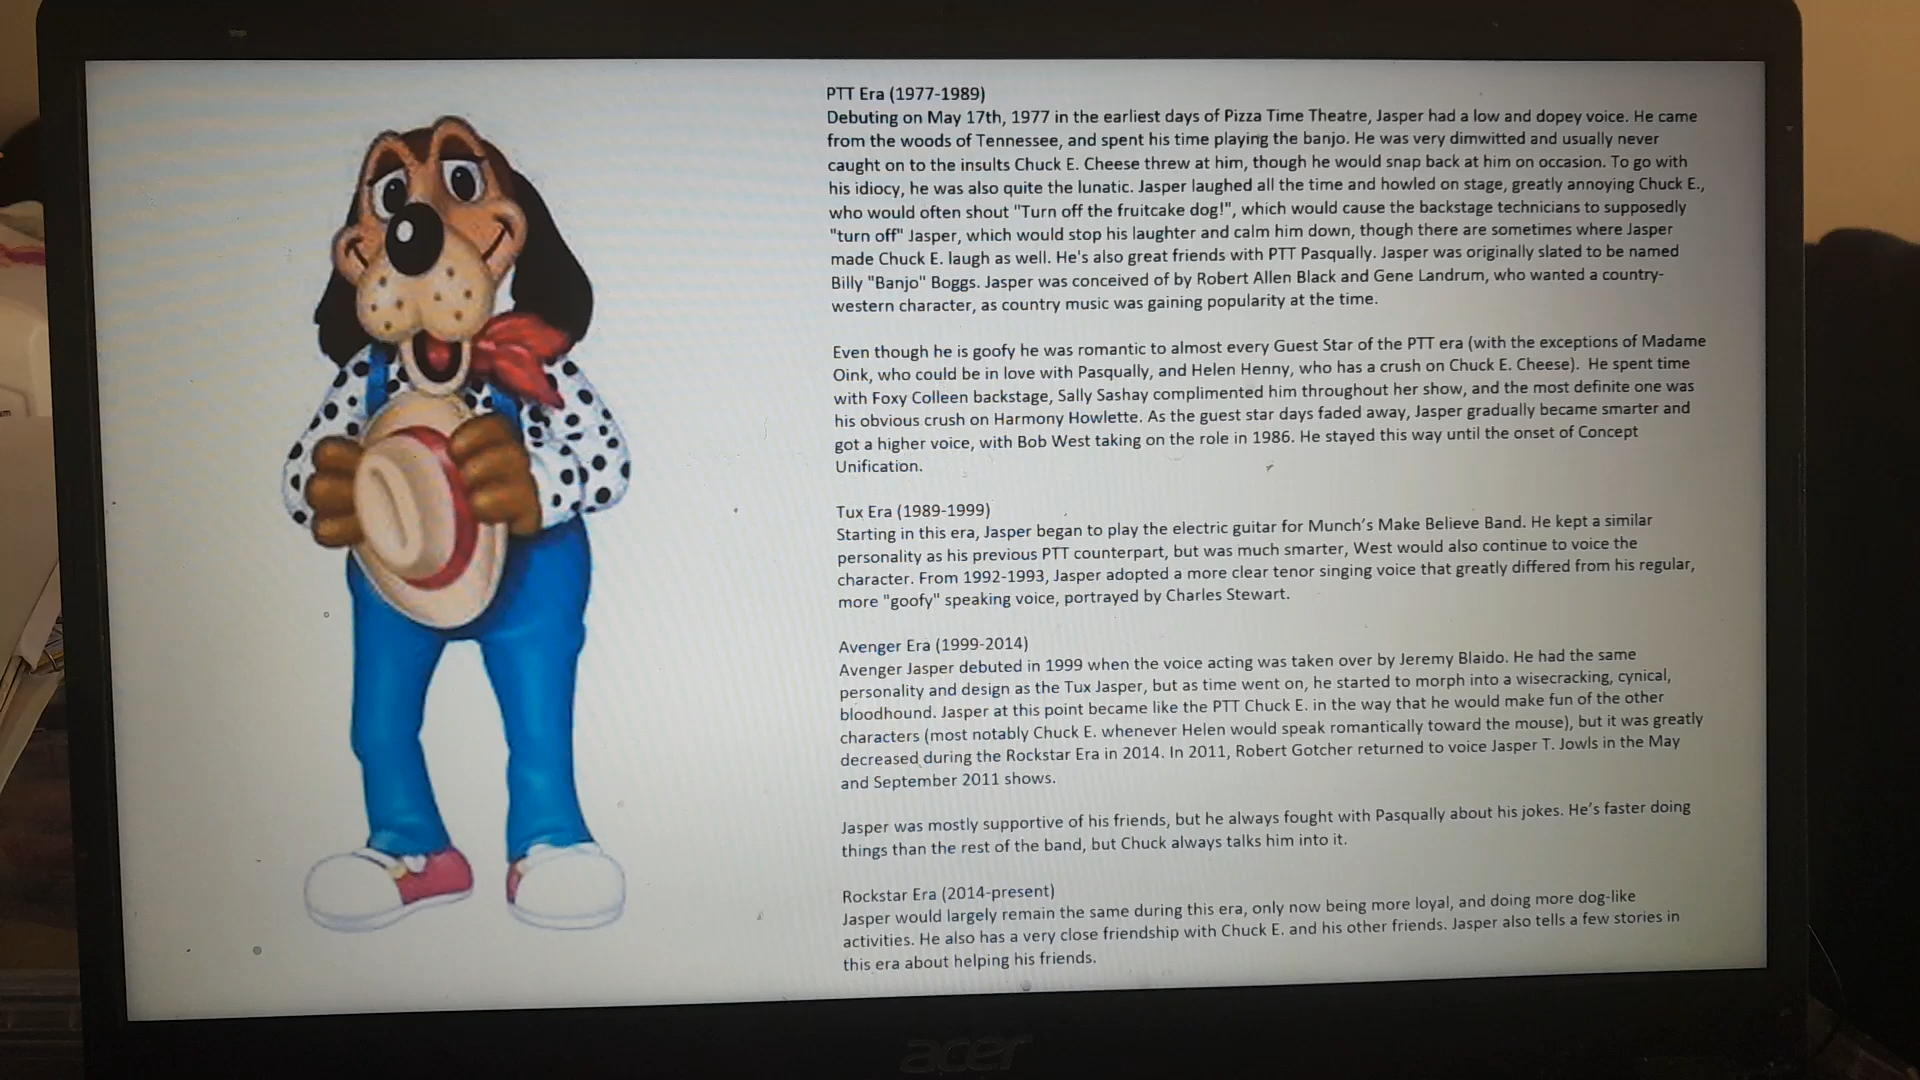 PTT Era (1977-1989)
Debuting on May 17th, 1977 in the earliest days of Pizza Time Theatre, Jasper had a low and dopey voice. He came
from the woods of Tennessee, and spent his time playing the banjo. He was very dimwitted and usually never
caught on to the insults Chuck E. Cheese threw at him, though he would snap back at him on occasion. To go with
his idiocy, he was also quite the lunatic. Jasper laughed all the time and howled on stage, greatly annoying Chuck E.,
who would often shout "Turn off the fruitcake dog!", which would cause the backstage technicians to supposedly
"turn off" Jasper, which would stop his laughter and calm him down, though there are sometimes where Jasper
made Chuck E. laugh as well. He's also great friends with PTT Pasqually. Jasper was originally slated to be named
Billy "Banjo" Boggs. Jasper was conceived of by Robert Allen Black and Gene Landrum, who wanted a country-
western character, as country music was gaining popularity at the time.
Even though he is goofy he was romantic to almost every Guest Star of the PTT era (with the exceptions of Madame
Oink, who could be in love with Pasqually, and Helen Henny, who has a crush on Chuck E. Cheese). He spent time
with Foxy Colleen backstage, Sally Sashay complimented him throughout her show, and the most definite one was
his obvious crush on Harmony Howlette. As the guest star days faded away, Jasper gradually became smarter and
got a higher voice, with Bob West taking on the role in 1986. He stayed this way until the onset of Concept
Unification.
Tux Era (1989-1999)
Starting in this era, Jasper began to play the electric guitar for Munch's Make Believe Band. He kept a similar
personality as his previous PTT counterpart, but was much smarter, West would also continue to voice the
character. From 1992-1993, Jasper adopted a more clear tenor singing voice that greatly differed from his regular,
more "goofy" speaking voice, portrayed by Charles Stewart.
Avenger Era (1999-2014)
Avenger Jasper debuted in 1999 when the voice acting was taken over by Jeremy Blaido. He had the same
personality and design as the Tux Jasper, but as time went on, he started to morph into a wisecracking, cynical,
bloodhound. Jasper at this point became like the PTT Chuck E. in the way that he would make fun of the other
characters (most notably Chuck E. whenever Helen would speak romantically toward the mouse), but it was greatly
decreased during the Rockstar Era in 2014. In 2011, Robert Gotcher returned to voice Jasper T. Jowls in the May
and September 2011 shows.
Jasper was mostly supportive of his friends, but he always fought with Pasqually about his jokes. He's faster doing
things than the rest of the band, but Chuck always talks him into it.
Rockstar Era (2014-present)
Jasper would largely remain the same during this era, only now being more loyal, and doing more dog-like
activities. He also has a very close friendship with Chuck E. and his other friends. Jasper also tells a few stories in
this era about helping his friends.
acer